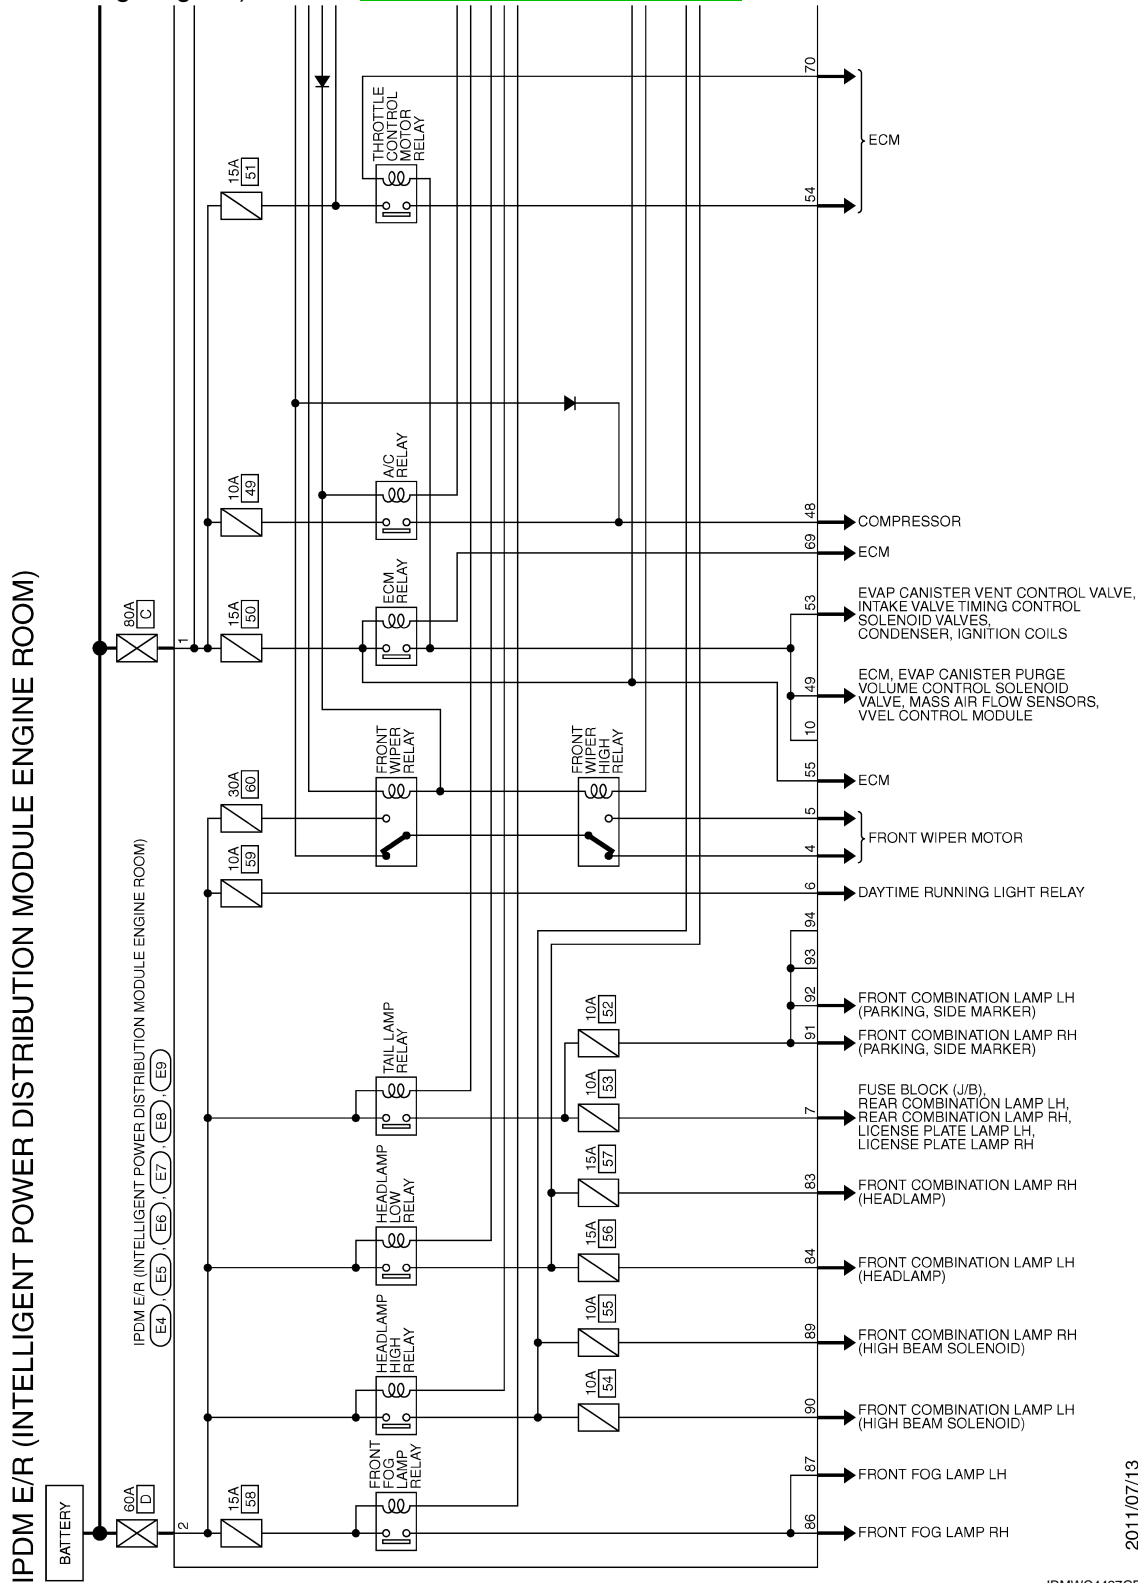 IPDM E/R (INTELLIGENT POWER DISTRIBUTION MODULE ENGINE ROOM)
BATTERY
80A
C
60A
D
1
2
IPDM E/R (INTELLIGENT POWER DISTRIBUTION MODULE ENGINE ROOM)
E4 , E5 , E6 , E7 , E8 , E9
15A
51
THROTTLE
CONTROL
MOTOR
RELAY
70
54
ECM
10A
49
A/C
RELAY
48
COMPRESSOR
69
ECM
15A
50
ECM
RELAY
53
EVAP CANISTER VENT CONTROL VALVE,
INTAKE VALVE TIMING CONTROL
SOLENOID VALVES,
CONDENSER, IGNITION COILS
49
ECM, EVAP CANISTER PURGE
VOLUME CONTROL SOLENOID
VALVE, MASS AIR FLOW SENSORS,
VVEL CONTROL MODULE
10
55
ECM
30A
60
FRONT
WIPER
RELAY
FRONT
WIPER
HIGH
RELAY
5
4
FRONT WIPER MOTOR
10A
59
6
DAYTIME RUNNING LIGHT RELAY
94
93
92
FRONT COMBINATION LAMP LH
(PARKING, SIDE MARKER)
10A
52
91
FRONT COMBINATION LAMP RH
(PARKING, SIDE MARKER)
TAIL LAMP
RELAY
10A
53
7
FUSE BLOCK (J/B),
REAR COMBINATION LAMP LH,
REAR COMBINATION LAMP RH,
LICENSE PLATE LAMP LH,
LICENSE PLATE LAMP RH
15A
57
83
FRONT COMBINATION LAMP RH
(HEADLAMP)
HEADLAMP
LOW
RELAY
15A
56
84
FRONT COMBINATION LAMP LH
(HEADLAMP)
10A
55
89
FRONT COMBINATION LAMP RH
(HIGH BEAM SOLENOID)
HEADLAMP
HIGH
RELAY
10A
54
90
FRONT COMBINATION LAMP LH
(HIGH BEAM SOLENOID)
87
FRONT FOG LAMP LH
15A
58
FRONT
FOG
LAMP
RELAY
86
FRONT FOG LAMP RH
2011/07/13